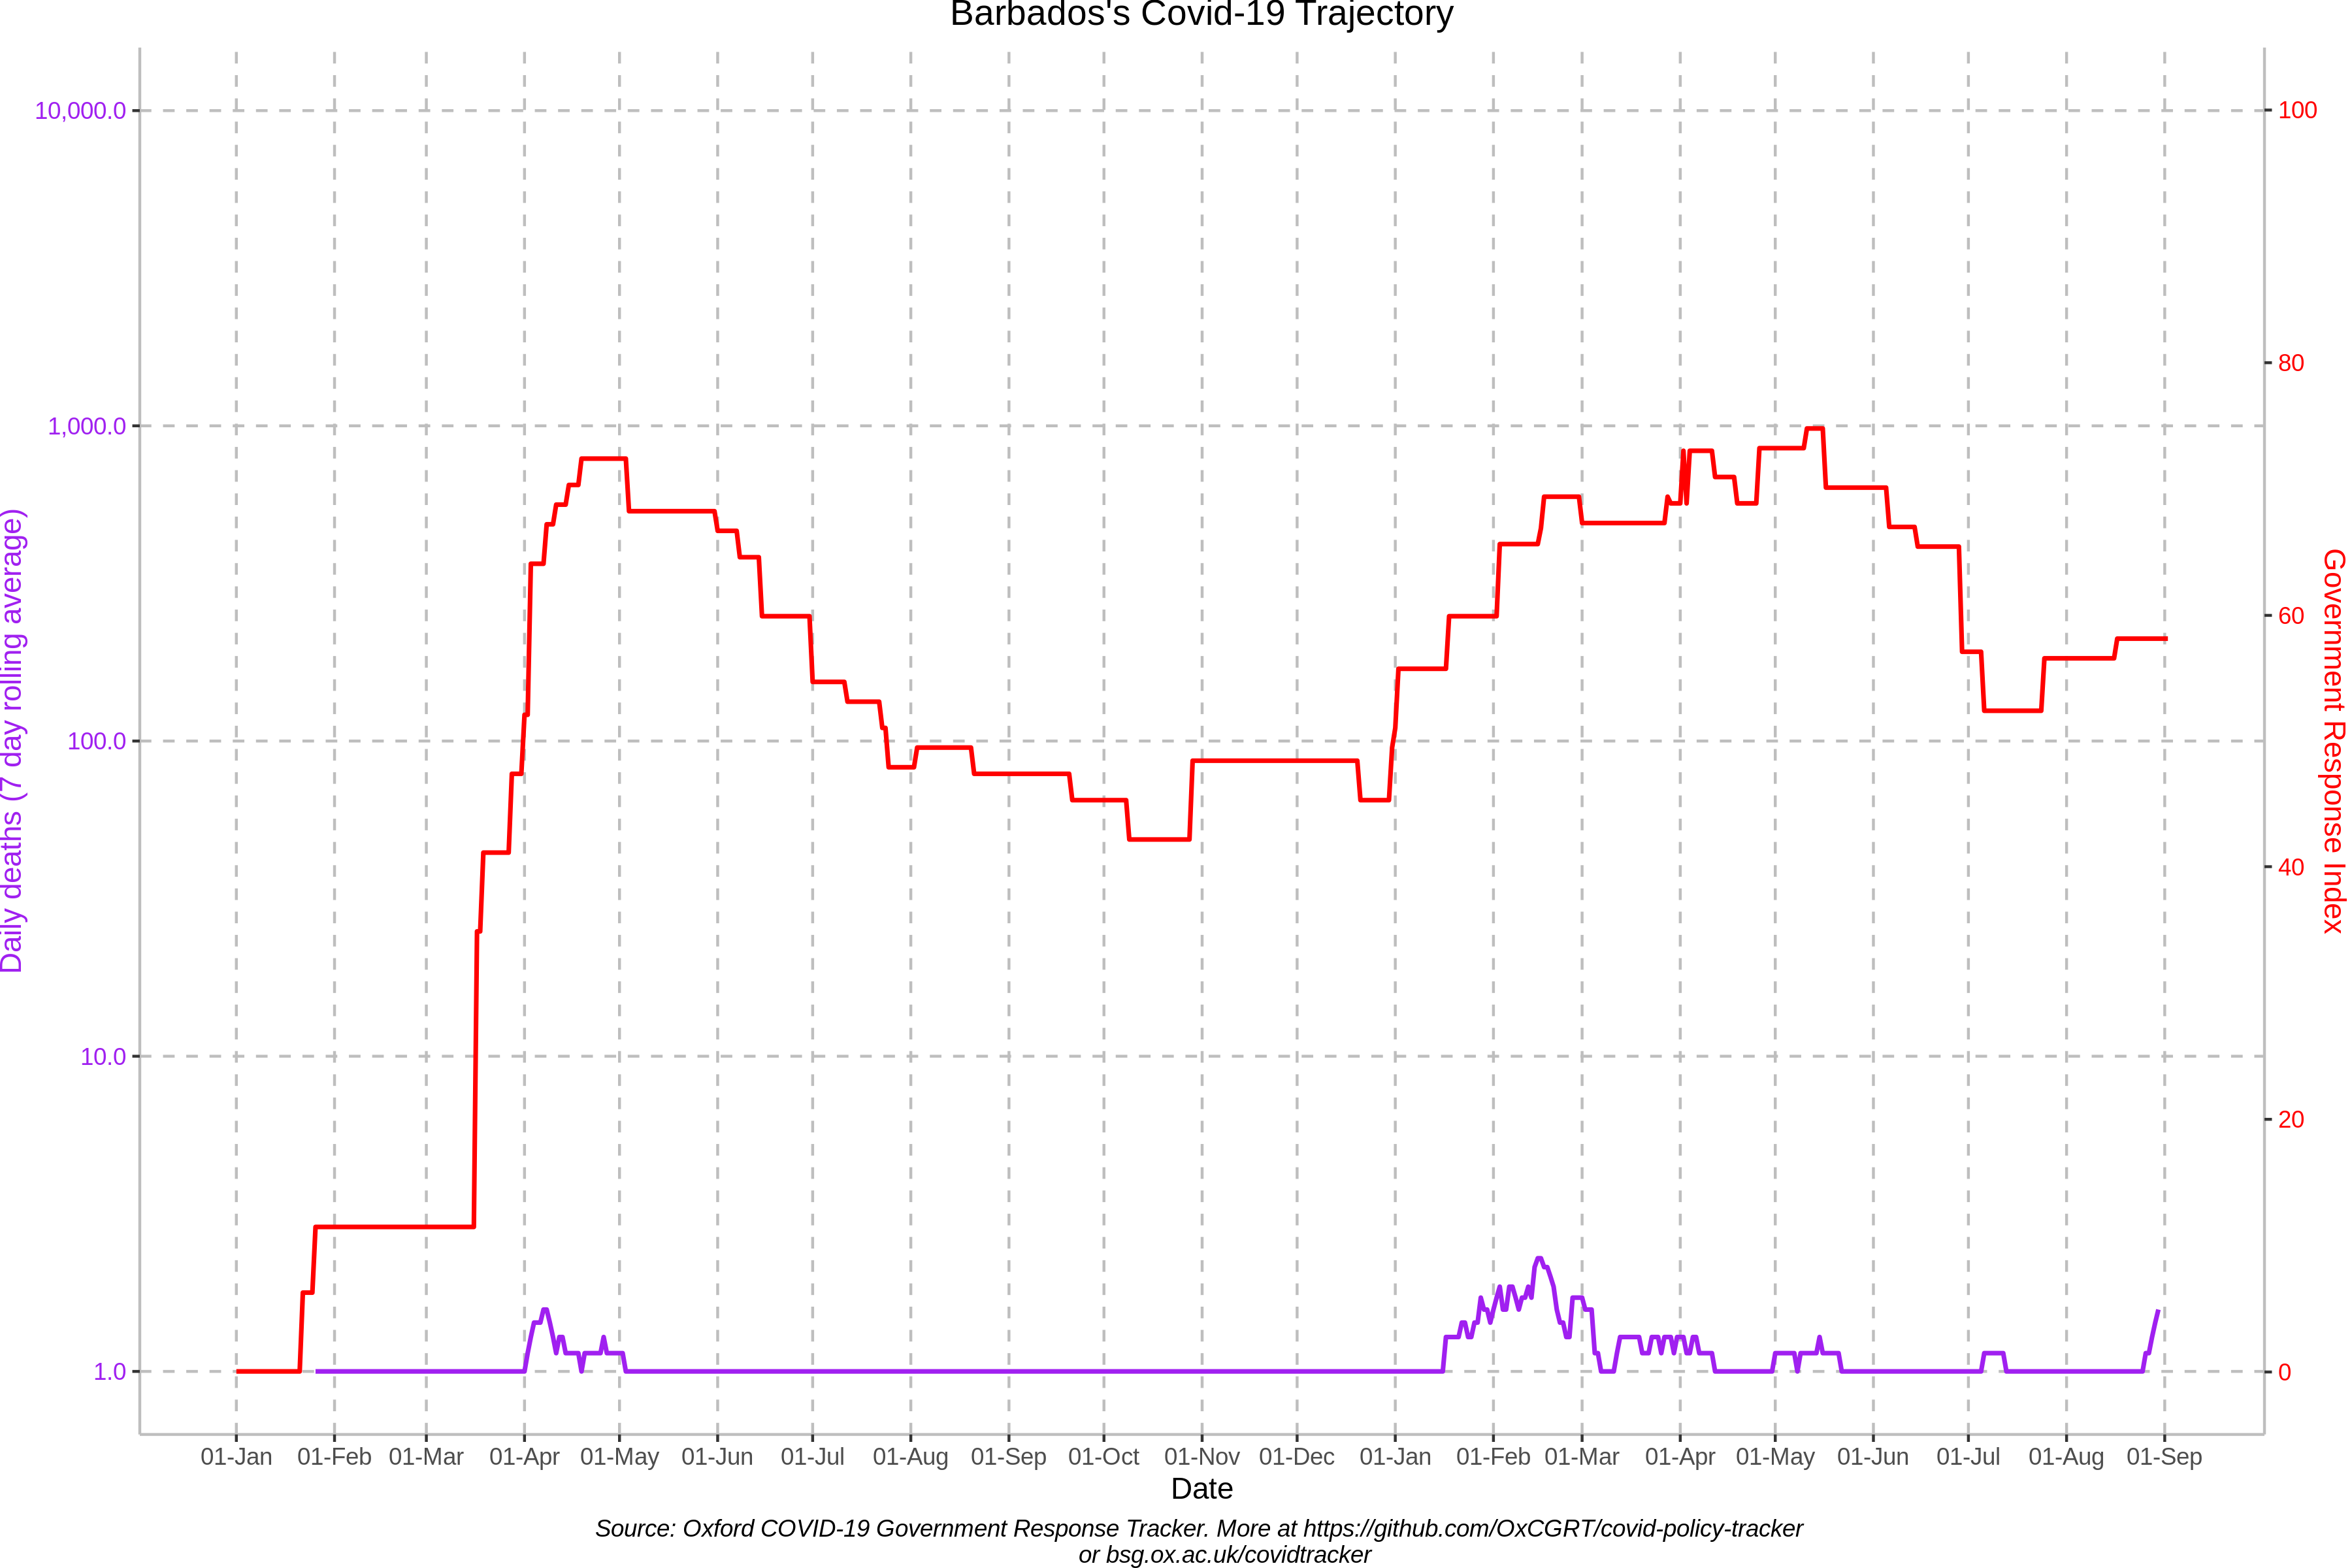 Barbados's Covid-19 Trajectory
Daily deaths (7 day rolling average)
10,000.0
1,000.0
100.0
10.0
1.0
100
80
60
40
20
0
Government Response Index
01-Jan 01-Feb 01-Mar 01-Apr 01-May 01-Jun 01-Jul 01-Aug 01-Sep 01-Oct 01-Nov 01-Dec 01-Jan 01-Feb 01-Mar 01-Apr 01-May 01-Jun 01-Jul 01-Aug 01-Sep
Date
Source: Oxford COVID-19 Government Response Tracker. More at https://github.com/OxCGRT/covid-policy-tracker
or bsg.ox.ac.uk/covidtracker